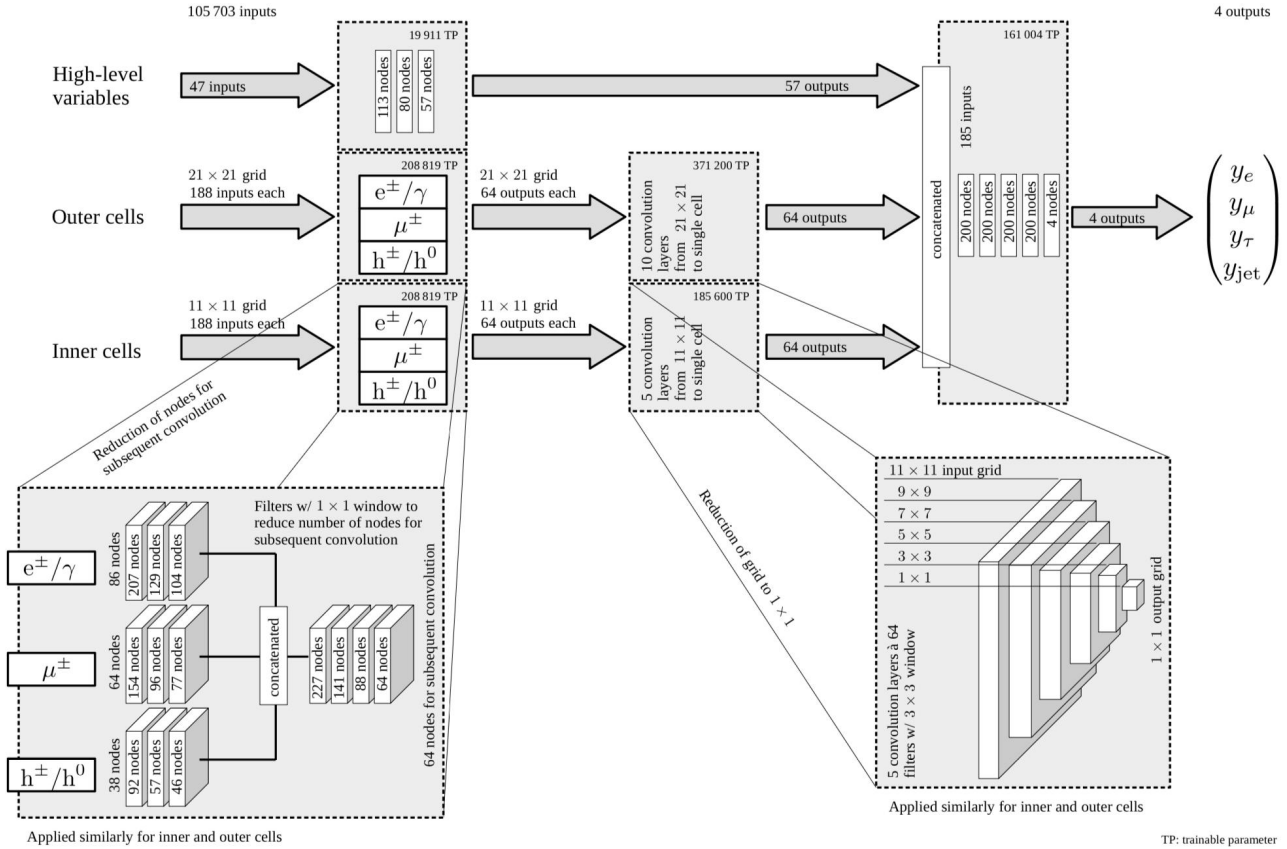 105 703 inputs
4 outputs
19 911 TP
161 004 TP
High-level
variables
47 inputs
113 nodes
80 nodes
57 nodes
57 outputs
185 inputs
21 × 21 grid
188 inputs each
208 819 TP
21 × 21 grid
64 outputs each
371 200 TP
Outer cells
e±/γ
μ±
h±/h⁰
10 convolution
layers
from 21 × 21
to single cell
64 outputs
concatenated
200 nodes
200 nodes
200 nodes
200 nodes
4 nodes
4 outputs
y_e
y_μ
y_τ
y_jet
11 × 11 grid
188 inputs each
208 819 TP
11 × 11 grid
64 outputs each
185 600 TP
Inner cells
e±/γ
μ±
h±/h⁰
5 convolution
layers
from 11 × 11
to single cell
64 outputs
Reduction of nodes for
subsequent convolution
Filters w/ 1 × 1 window to
reduce number of nodes for
subsequent convolution
e±/γ
86 nodes
207 nodes
129 nodes
104 nodes
μ±
64 nodes
154 nodes
96 nodes
77 nodes
h±/h⁰
38 nodes
92 nodes
57 nodes
46 nodes
concatenated
227 nodes
141 nodes
88 nodes
64 nodes
64 nodes for subsequent convolution
Applied similarly for inner and outer cells
Reduction of grid to 1 × 1
11 × 11 input grid
9 × 9
7 × 7
5 × 5
3 × 3
1 × 1
5 convolution layers à 64
filters w/ 3 × 3 window
1 × 1 output grid
Applied similarly for inner and outer cells
TP: trainable parameter